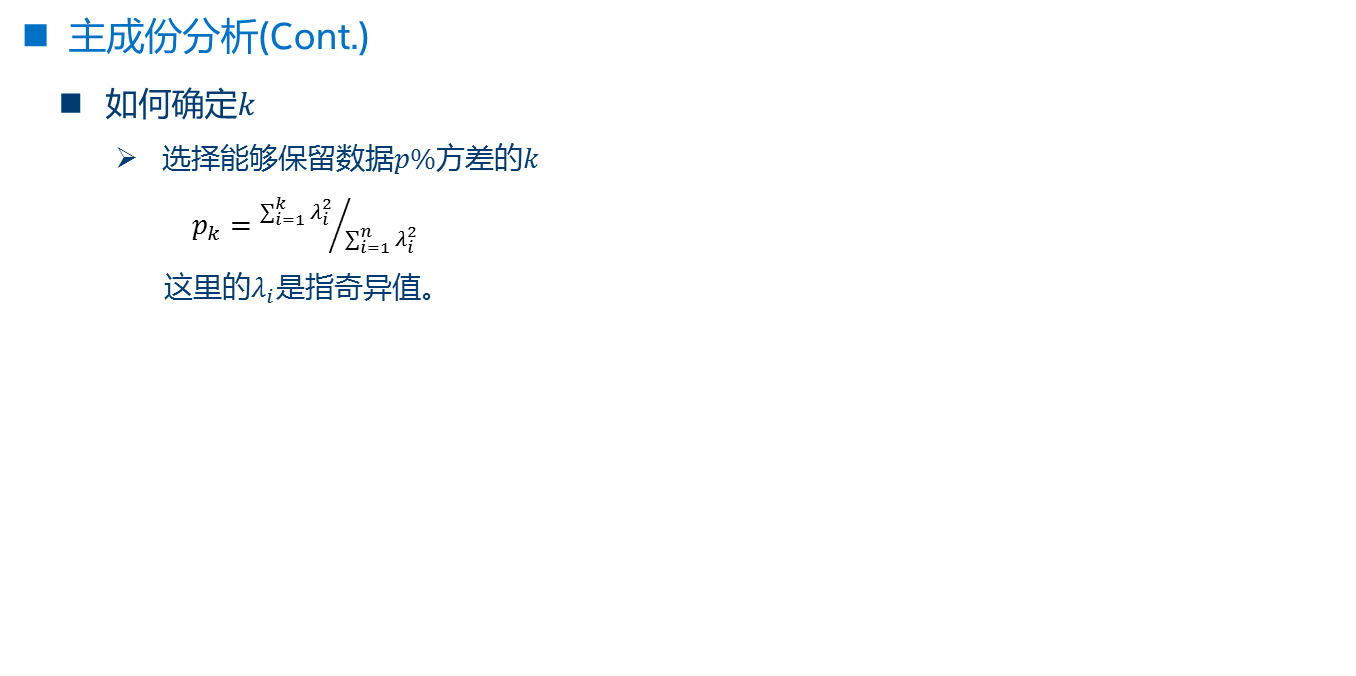 主成份分析(Cont.)
如何确定k
选择能够保留数据p%方差的k
p_k = ∑_{i=1}^{k} λ_i^2 / ∑_{i=1}^{n} λ_i^2
这里的λ_i是指奇异值。